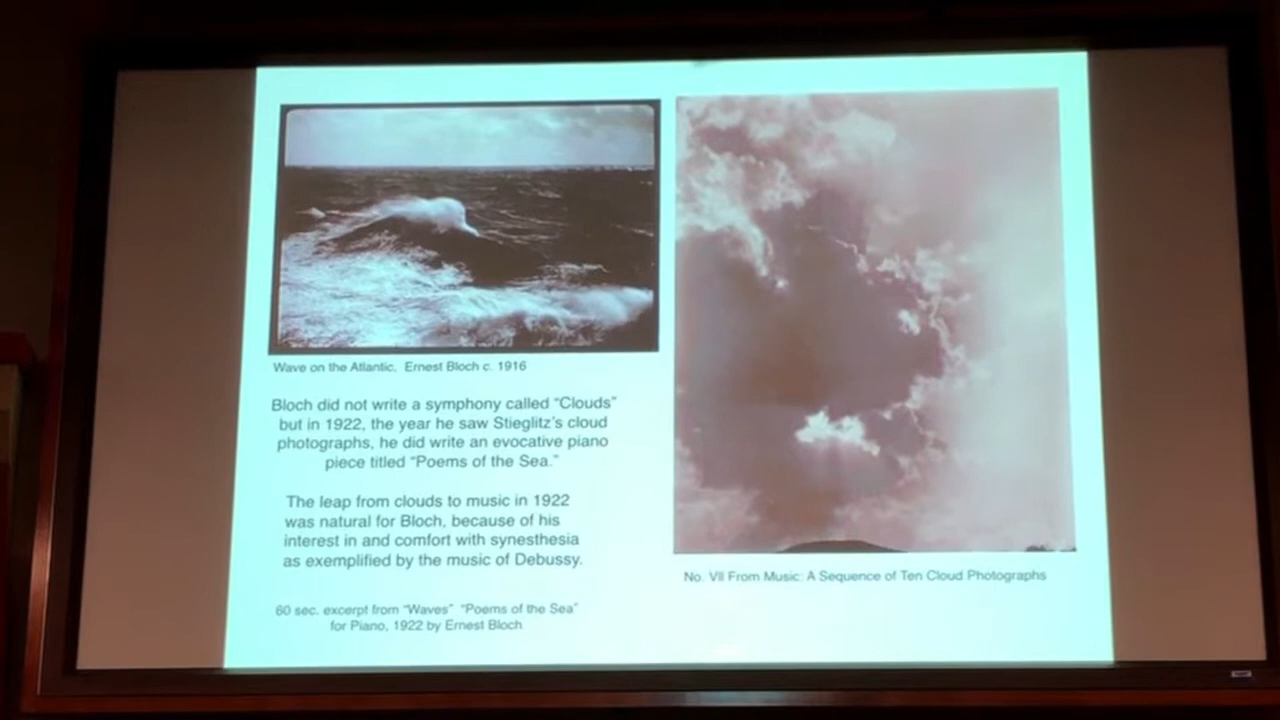 Wave on the Atlantic, Ernest Bloch c. 1916
Bloch did not write a symphony called “Clouds”
but in 1922, the year he saw Stieglitz’s cloud
photographs, he did write an evocative piano
piece titled “Poems of the Sea.”
The leap from clouds to music in 1922
was natural for Bloch, because of his
interest in and comfort with synesthesia
as exemplified by the music of Debussy.
60 sec. excerpt from “Waves” “Poems of the Sea”
for Piano, 1922 by Ernest Bloch
No. VII From Music: A Sequence of Ten Cloud Photographs